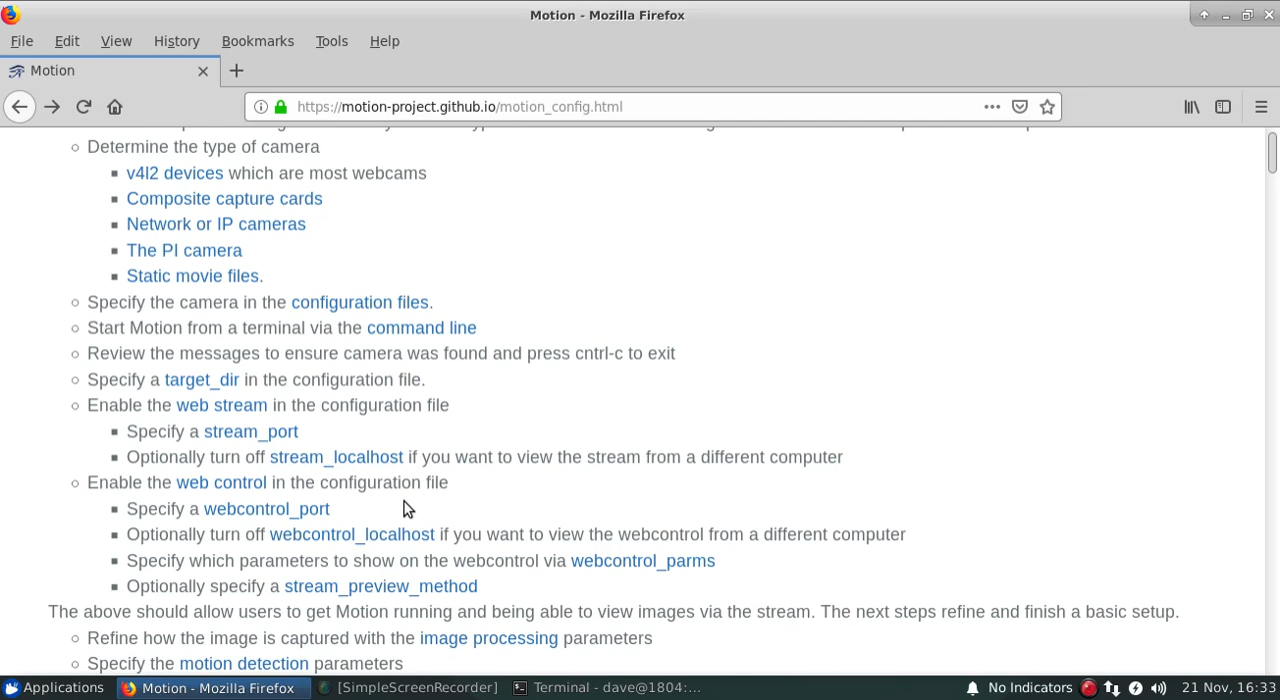 Motion - Mozilla Firefox
File Edit View History Bookmarks Tools Help
Motion
https://motion-project.github.io/motion_config.html
Determine the type of camera
v4l2 devices which are most webcams
Composite capture cards
Network or IP cameras
The PI camera
Static movie files.
Specify the camera in the configuration files.
Start Motion from a terminal via the command line
Review the messages to ensure camera was found and press cntrl-c to exit
Specify a target_dir in the configuration file.
Enable the web stream in the configuration file
Specify a stream_port
Optionally turn off stream_localhost if you want to view the stream from a different computer
Enable the web control in the configuration file
Specify a webcontrol_port
Optionally turn off webcontrol_localhost if you want to view the webcontrol from a different computer
Specify which parameters to show on the webcontrol via webcontrol_parms
Optionally specify a stream_preview_method
The above should allow users to get Motion running and being able to view images via the stream. The next steps refine and finish a basic setup.
Refine how the image is captured with the image processing parameters
Specify the motion detection parameters
Applications Motion - Mozilla Firefox [SimpleScreenRecorder] Terminal - dave@1804:... No Indicators 21 Nov, 16:33